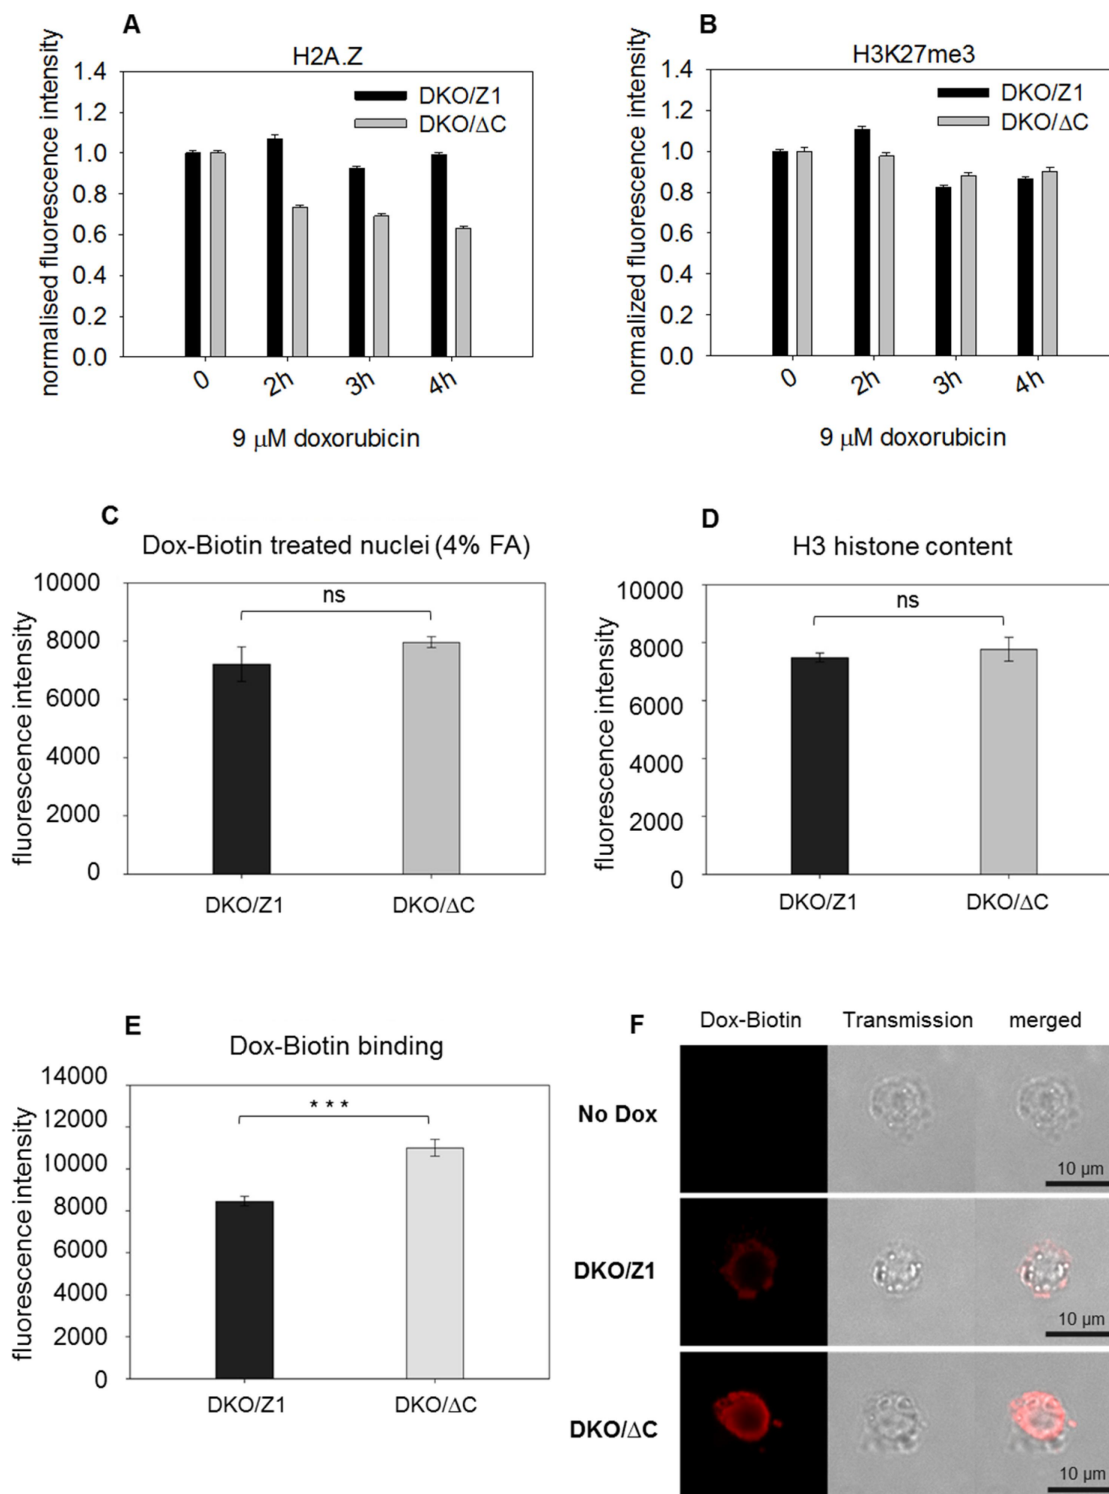 A
H2A.Z
normalised fluorescence intensity
1.4
1.2
1.0
0.8
0.6
0.4
0.2
0.0
DKO/Z1
DKO/ΔC
0 2h 3h 4h
9 μM doxorubicin
B
H3K27me3
normalized fluorescence intensity
1.4
1.2
1.0
0.8
0.6
0.4
0.2
0.0
DKO/Z1
DKO/ΔC
0 2h 3h 4h
9 μM doxorubicin
C
Dox-Biotin treated nuclei (4% FA)
fluorescence intensity
10000
8000
6000
4000
2000
0
ns
DKO/Z1 DKO/ΔC
D
H3 histone content
fluorescence intensity
10000
8000
6000
4000
2000
0
ns
DKO/Z1 DKO/ΔC
E
Dox-Biotin binding
fluorescence intensity
14000
12000
10000
8000
6000
4000
2000
0
***
DKO/Z1 DKO/ΔC
F
Dox-Biotin Transmission merged
No Dox
10 µm
DKO/Z1
10 µm
DKO/ΔC
10 µm